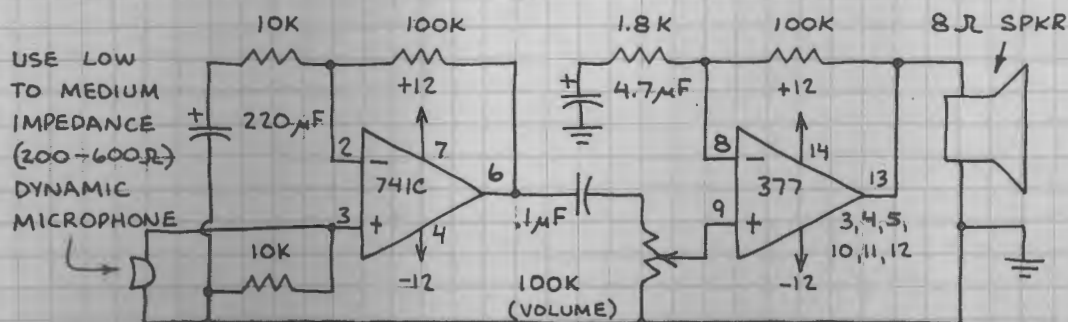 10K
100K
1.8K
100K
8Ω SPKR
USE LOW
TO MEDIUM
IMPEDANCE
(200-600Ω)
DYNAMIC
MICROPHONE
+
220µF
+12
7
2
-
741C
6
3
+
4
-12
10K
.1µF
100K
(VOLUME)
+
4.7µF
+12
14
8
-
377
13
9
+
3,4,5,
10,11,12
-12